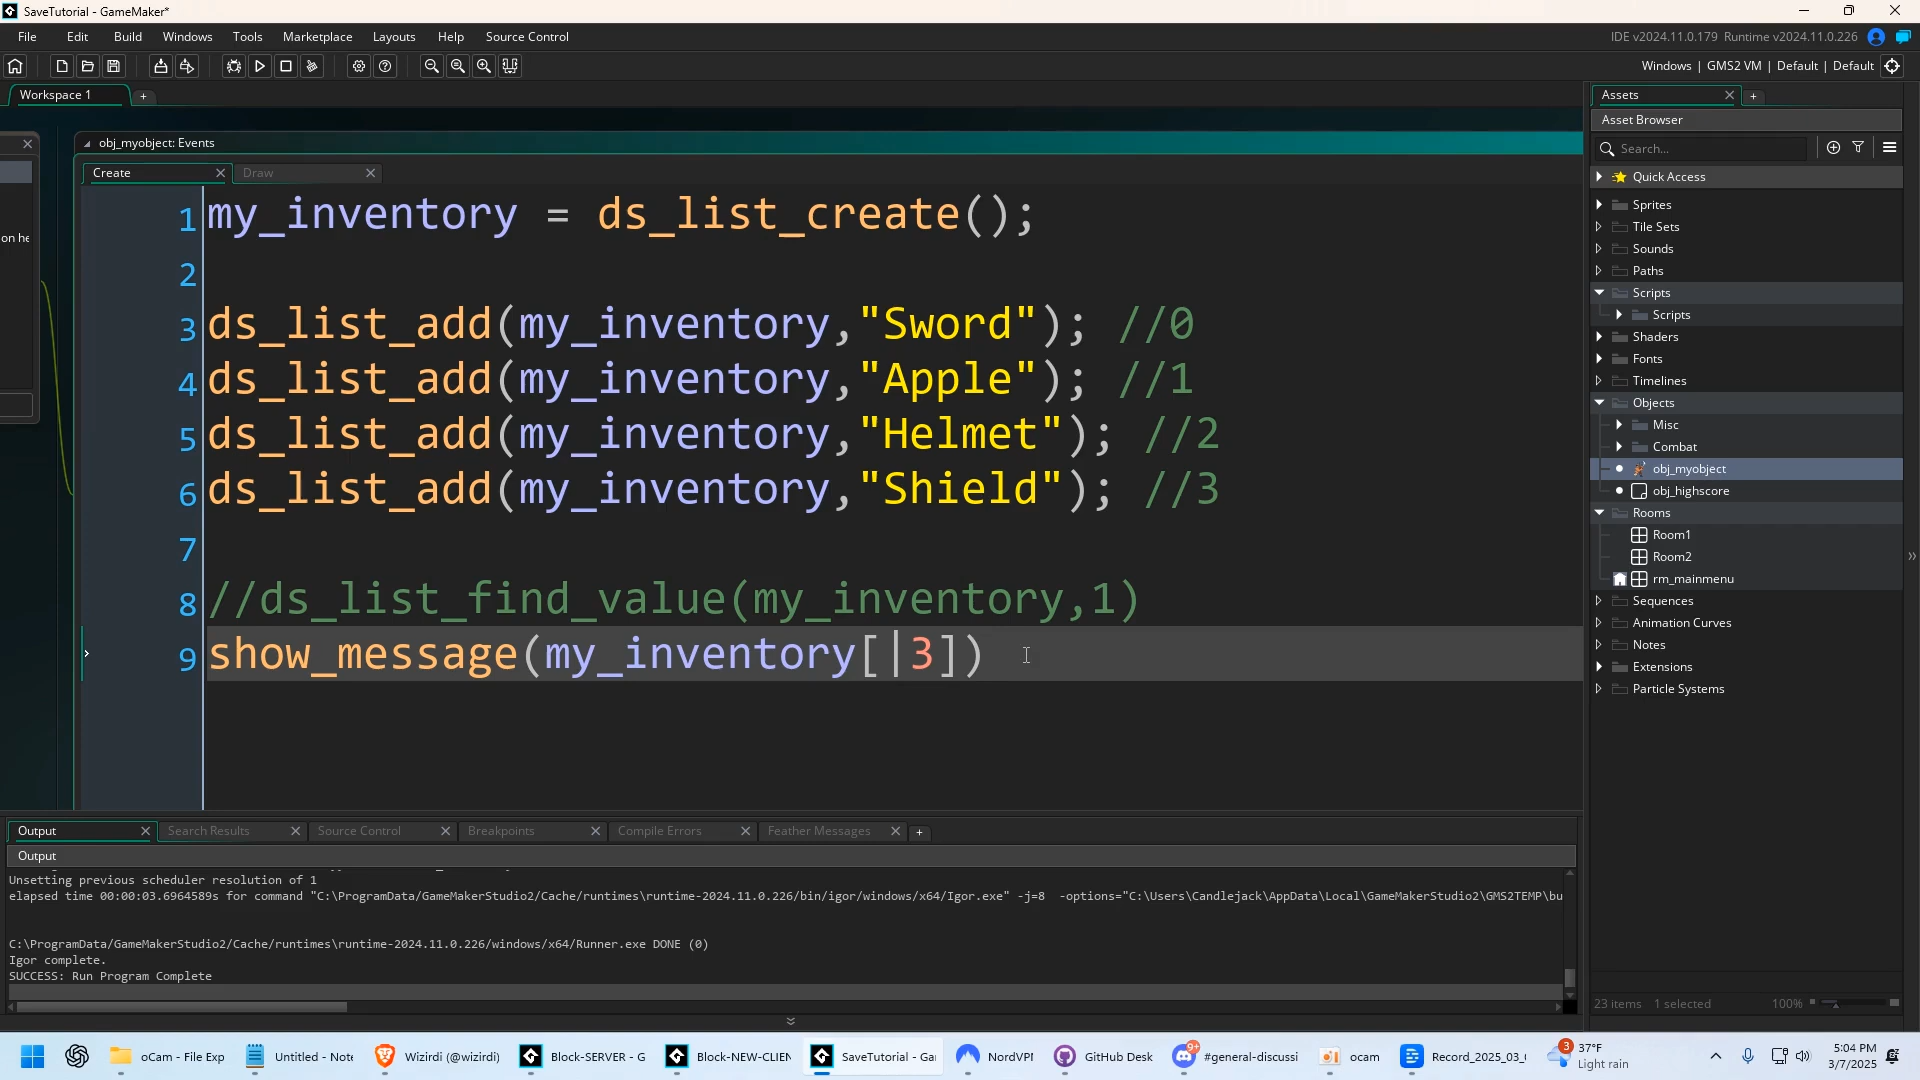 SaveTutorial - GameMaker*
File Edit Build Windows Tools Marketplace Layouts Help Source Control
IDE v2024.11.0.179 Runtime v2024.11.0.226
Windows | GMS2 VM | Default | Default
Workspace 1
obj_myobject: Events
Create Draw
on he
1 my_inventory = ds_list_create();
2
3 ds_list_add(my_inventory,"Sword"); //0
4 ds_list_add(my_inventory,"Apple"); //1
5 ds_list_add(my_inventory,"Helmet"); //2
6 ds_list_add(my_inventory,"Shield"); //3
7
8 //ds_list_find_value(my_inventory,1)
9 show_message(my_inventory[|3])
Assets
Asset Browser
Search...
Quick Access
Sprites
Tile Sets
Sounds
Paths
Scripts
Scripts
Shaders
Fonts
Timelines
Objects
Misc
Combat
obj_myobject
obj_highscore
Rooms
Room1
Room2
rm_mainmenu
Sequences
Animation Curves
Notes
Extensions
Particle Systems
23 items 1 selected 100%
Output Search Results Source Control Breakpoints Compile Errors Feather Messages
Output
Unsetting previous scheduler resolution of 1
elapsed time 00:00:03.6964589s for command "C:\ProgramData/GameMakerStudio2/Cache/runtimes\runtime-2024.11.0.226/bin/igor/windows/x64/Igor.exe" -j=8 -options="C:\Users\Candlejack\AppData\Local\GameMakerStudio2\GMS2TEMP\bu
C:\ProgramData/GameMakerStudio2/Cache/runtimes\runtime-2024.11.0.226/windows/x64/Runner.exe DONE (0)
Igor complete.
SUCCESS: Run Program Complete
oCam - File Exp Untitled - Note Wizirdi (@wizirdi) Block-SERVER - G Block-NEW-CLIEN SaveTutorial - Gar NordVPN GitHub Desk 9+ #general-discussi ocam Record_2025_03_ 3 37°F
Light rain
5:04 PM
3/7/2025